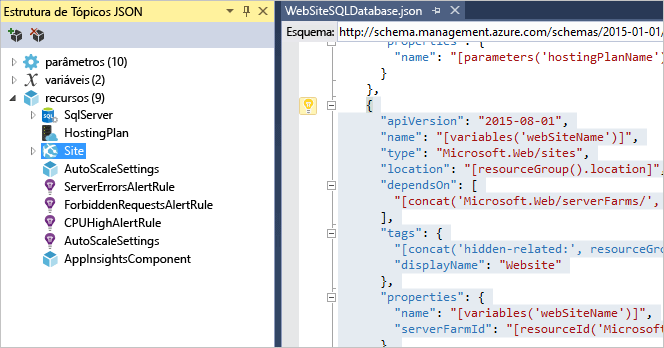 Estrutura de Tópicos JSON
parâmetros (10)
variáveis (2)
recursos (9)
SQL
SqlServer
HostingPlan
Site
AutoScaleSettings
ServerErrorsAlertRule
ForbiddenRequestsAlertRule
CPUHighAlertRule
AutoScaleSettings
AppInsightsComponent
WebSiteSQLDatabase.json
Esquema: http://schema.management.azure.com/schemas/2015-01-01/
"properties": {
"name": "[parameters('hostingPlanName')
}
},
{
"apiVersion": "2015-08-01",
"name": "[variables('webSiteName')]",
"type": "Microsoft.Web/sites",
"location": "[resourceGroup().location]",
"dependsOn": [
"[concat('Microsoft.Web/serverFarms/',
],
"tags": {
"[concat('hidden-related:', resourceGro
"displayName": "Website"
},
"properties": {
"name": "[variables('webSiteName')]",
"serverFarmId": "[resourceId('Microsoft
}